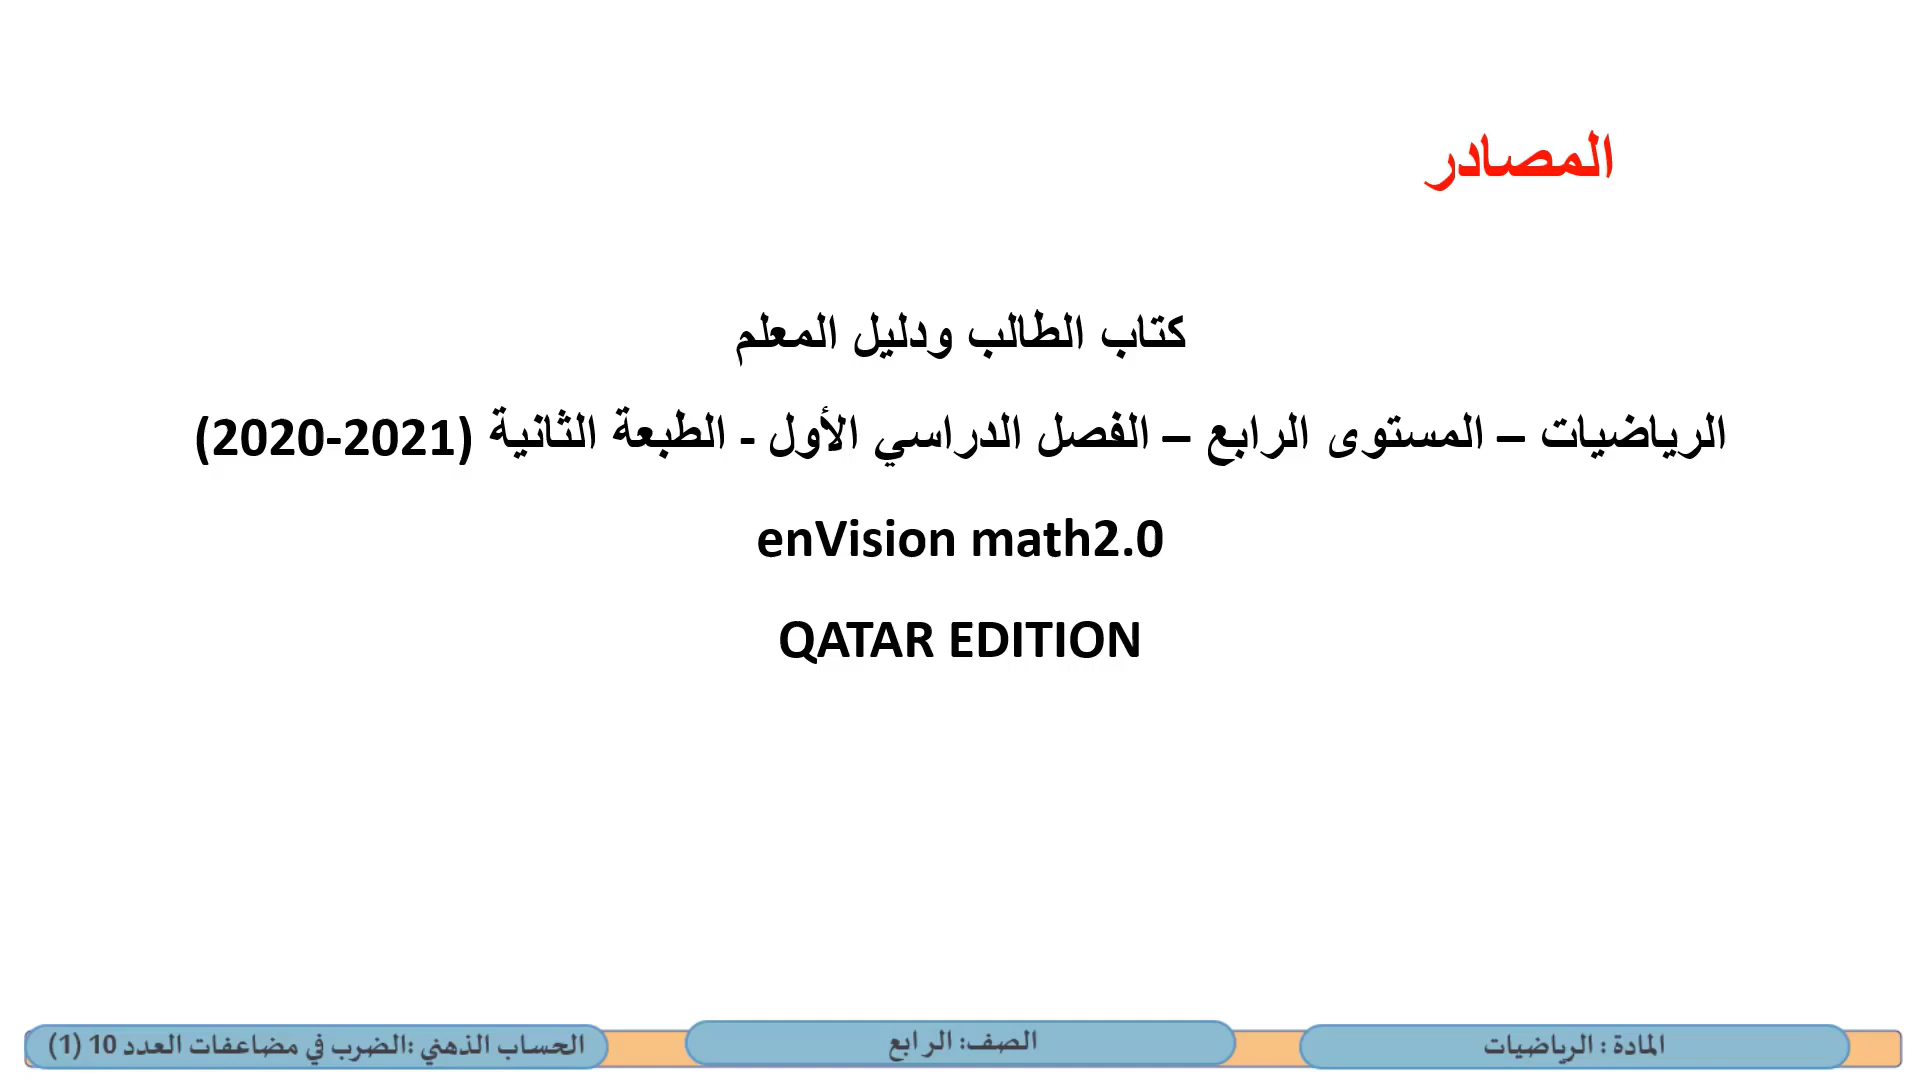 المصادر
كتاب الطالب ودليل المعلم
الرياضيات – المستوى الرابع – الفصل الدراسي الأول - الطبعة الثانية (2021-2020)
enVision math2.0
QATAR EDITION
المادة : الرياضيات
الصف: الرابع
الحساب الذهني :الضرب في مضاعفات العدد 10 (1)